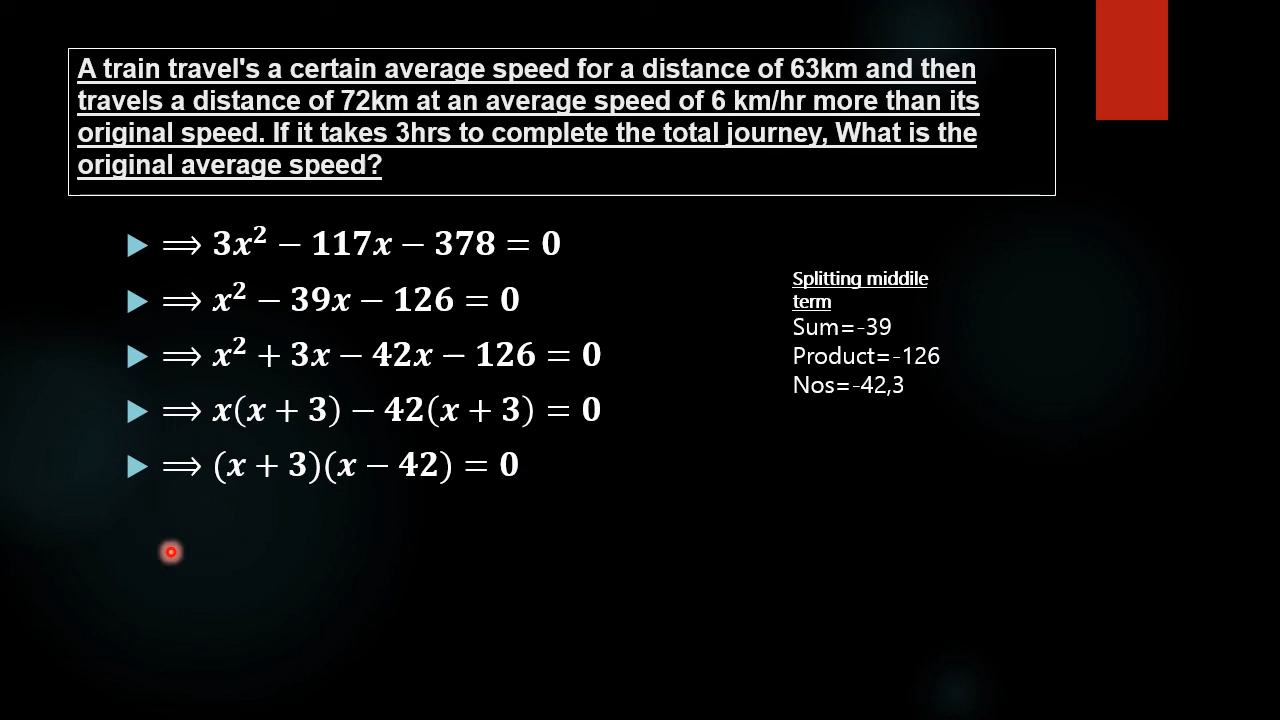 A train travel's a certain average speed for a distance of 63km and then
travels a distance of 72km at an average speed of 6 km/hr more than its
original speed. If it takes 3hrs to complete the total journey, What is the
original average speed?
⟹ 3x² − 117x − 378 = 0
⟹ x² − 39x − 126 = 0
⟹ x² + 3x − 42x − 126 = 0
⟹ x(x + 3) − 42(x + 3) = 0
⟹ (x + 3)(x − 42) = 0
Splitting middile
term
Sum=-39
Product=-126
Nos=-42,3